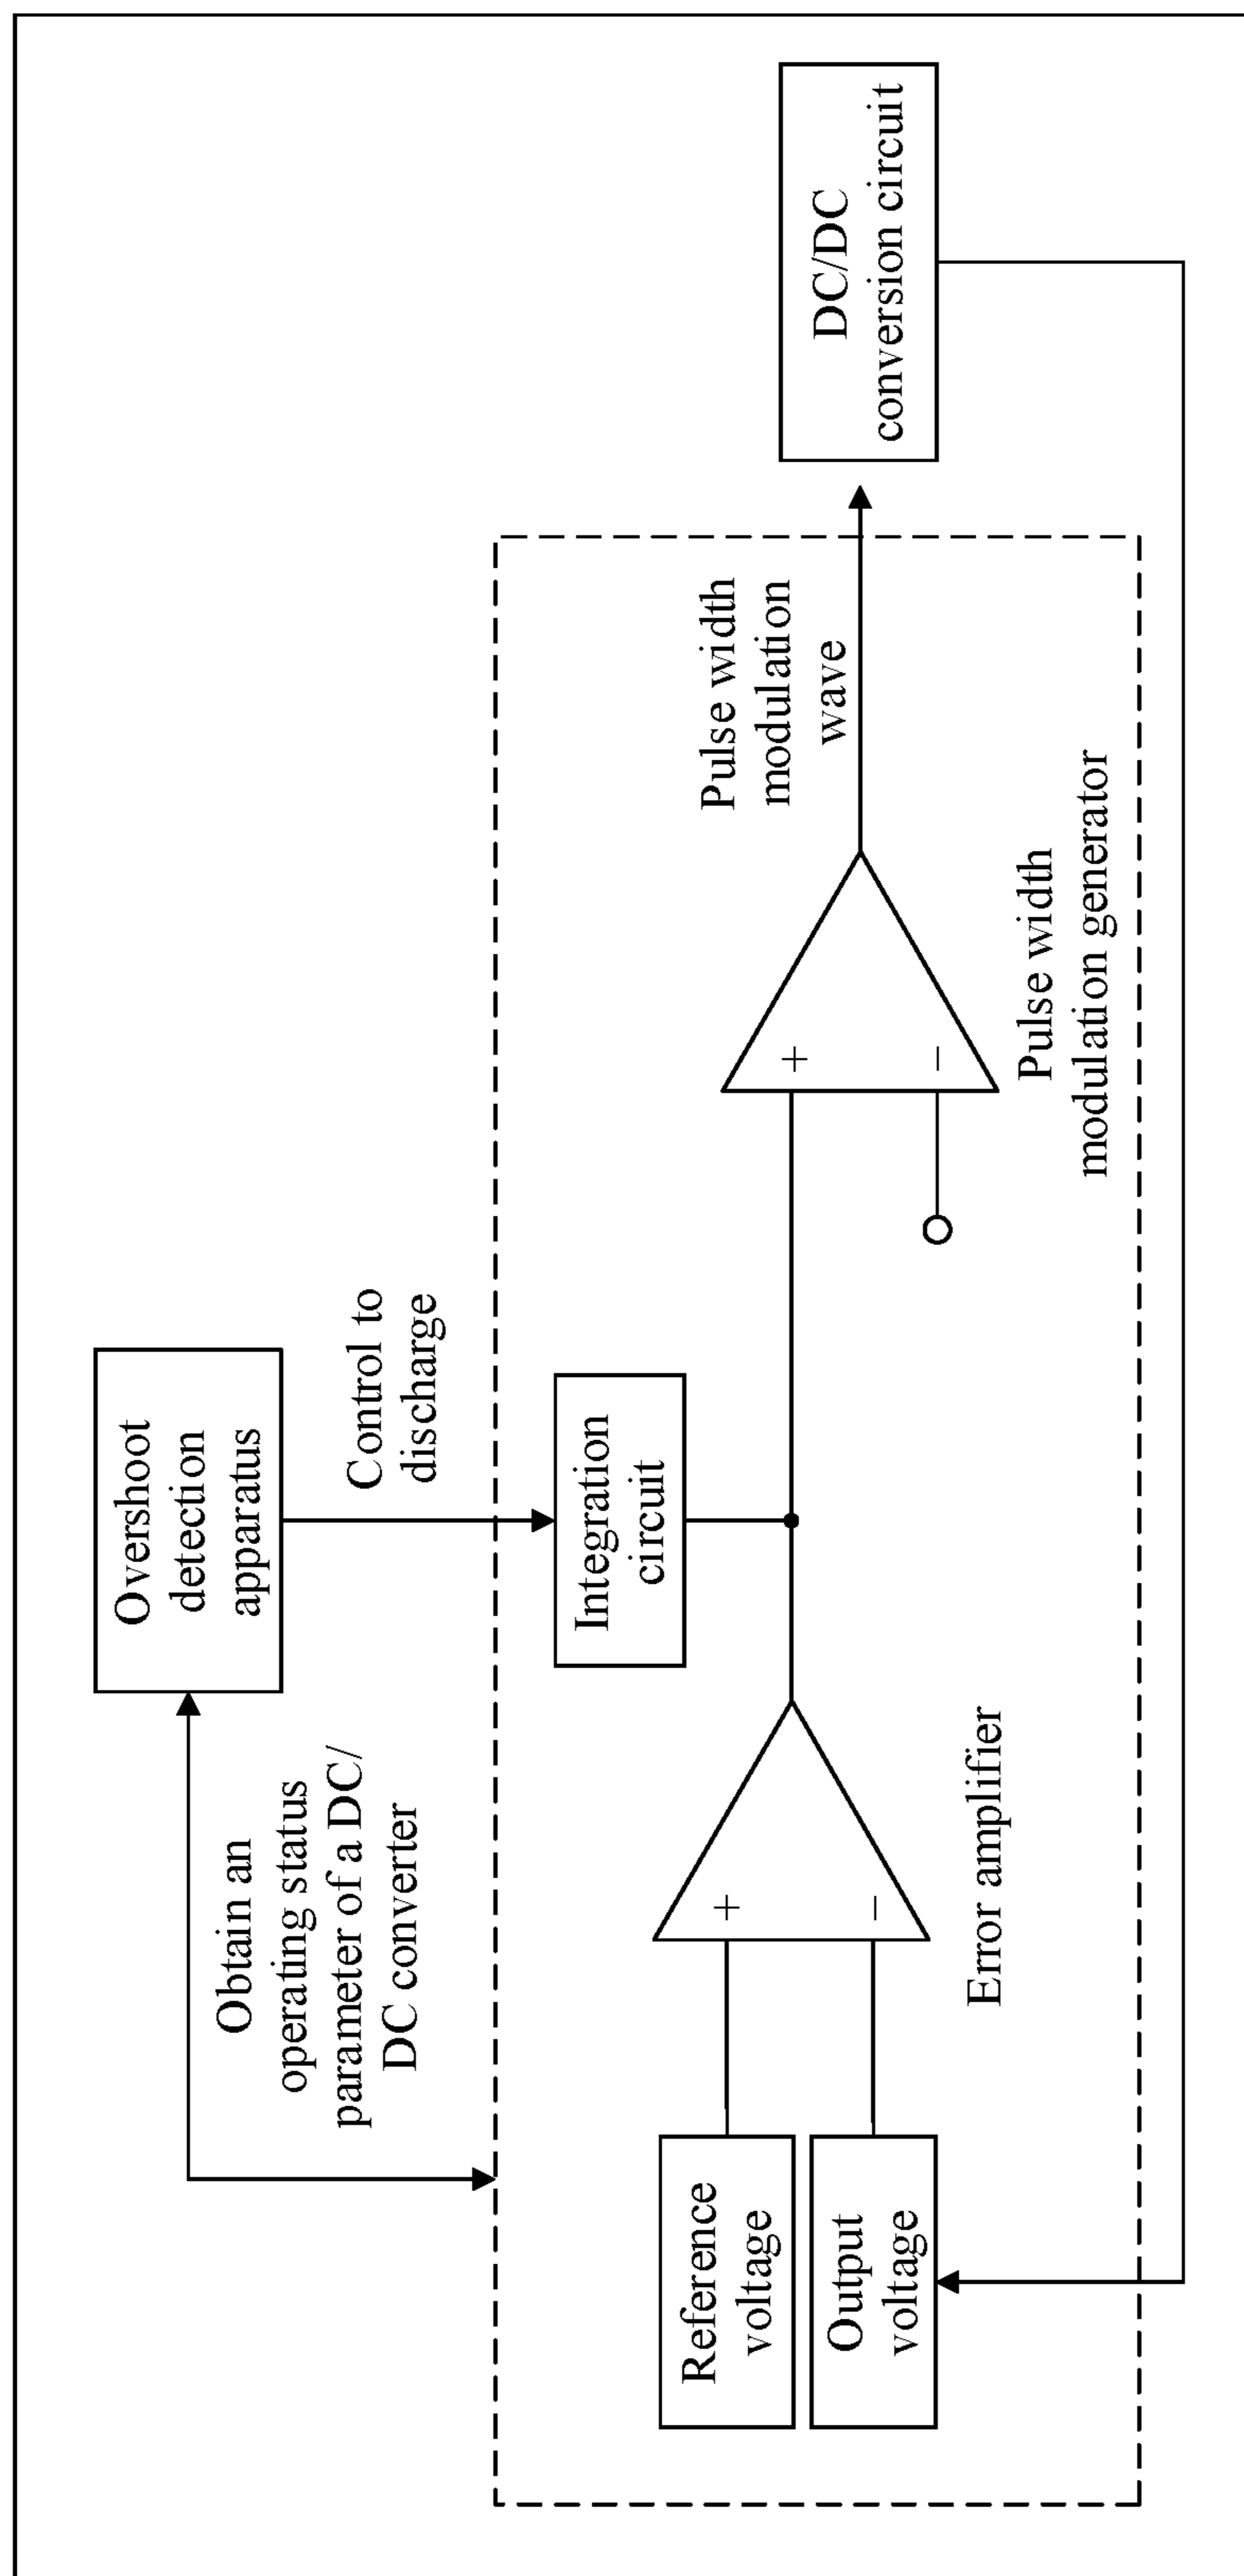 Overshoot
detection
apparatus
Obtain an
operating status
parameter of a DC/
DC converter
Control to
discharge
Integration
circuit
Reference
voltage
Output
voltage
+
−
Error amplifier
+
−
Pulse width
modulation generator
Pulse width
modulation
wave
DC/DC
conversion circuit